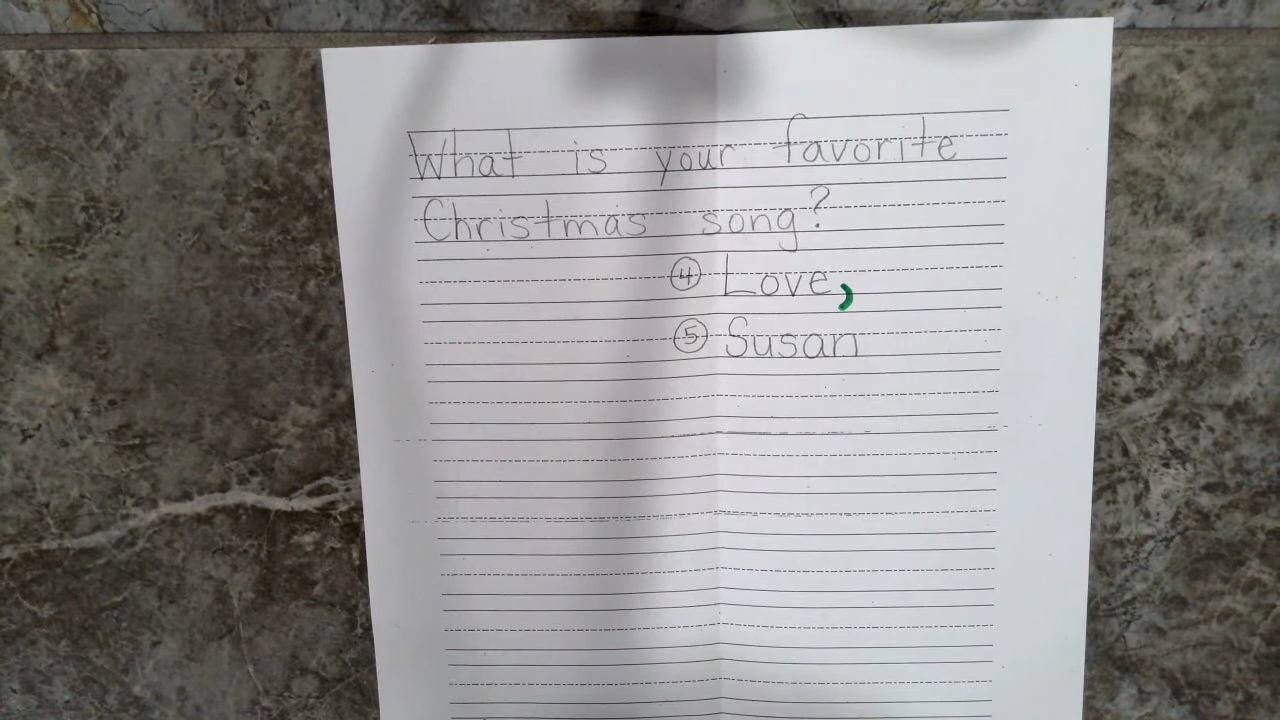 What is your favorite
Christmas song?
④ Love,
⑤ Susan